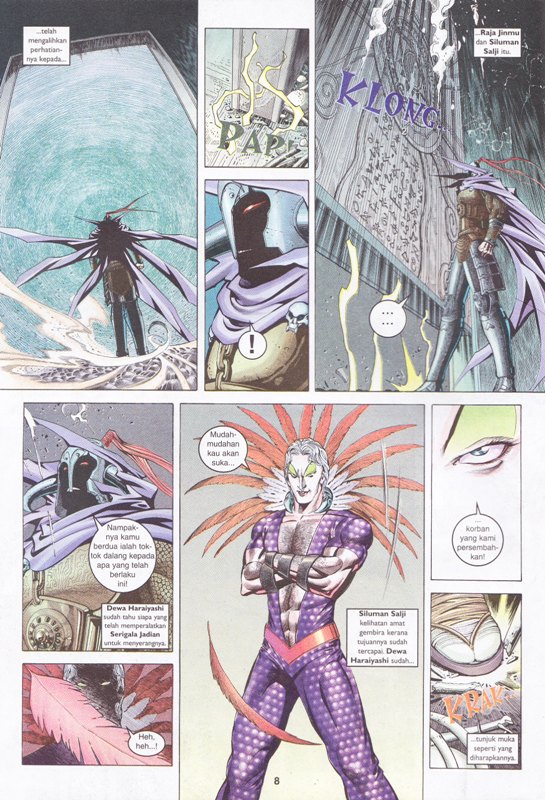 ...telah
mengalihkan
perhatian-
nya kepada...
PAP!
!
...Raja Jinmu
dan Siluman
Salji itu.
KLONG...
...
...
Nampak-
nya kamu
berdua ialah tok-
tok dalang kepada
apa yang telah
berlaku
ini!
Dewa Haraiyashi
sudah tahu siapa yang
telah memperalatkan
Serigala Jadian
untuk menyerangnya.
Heh,
heh...!
Mudah-
mudahan
kau akan
suka...
Siluman Salji
kelihatan amat
gembira kerana
tujuannya sudah
tercapai. Dewa
Haraiyashi sudah...
korban
yang kami
persembah-
kan!
KRAK
...tunjuk muka
seperti yang
diharapkannya.
8